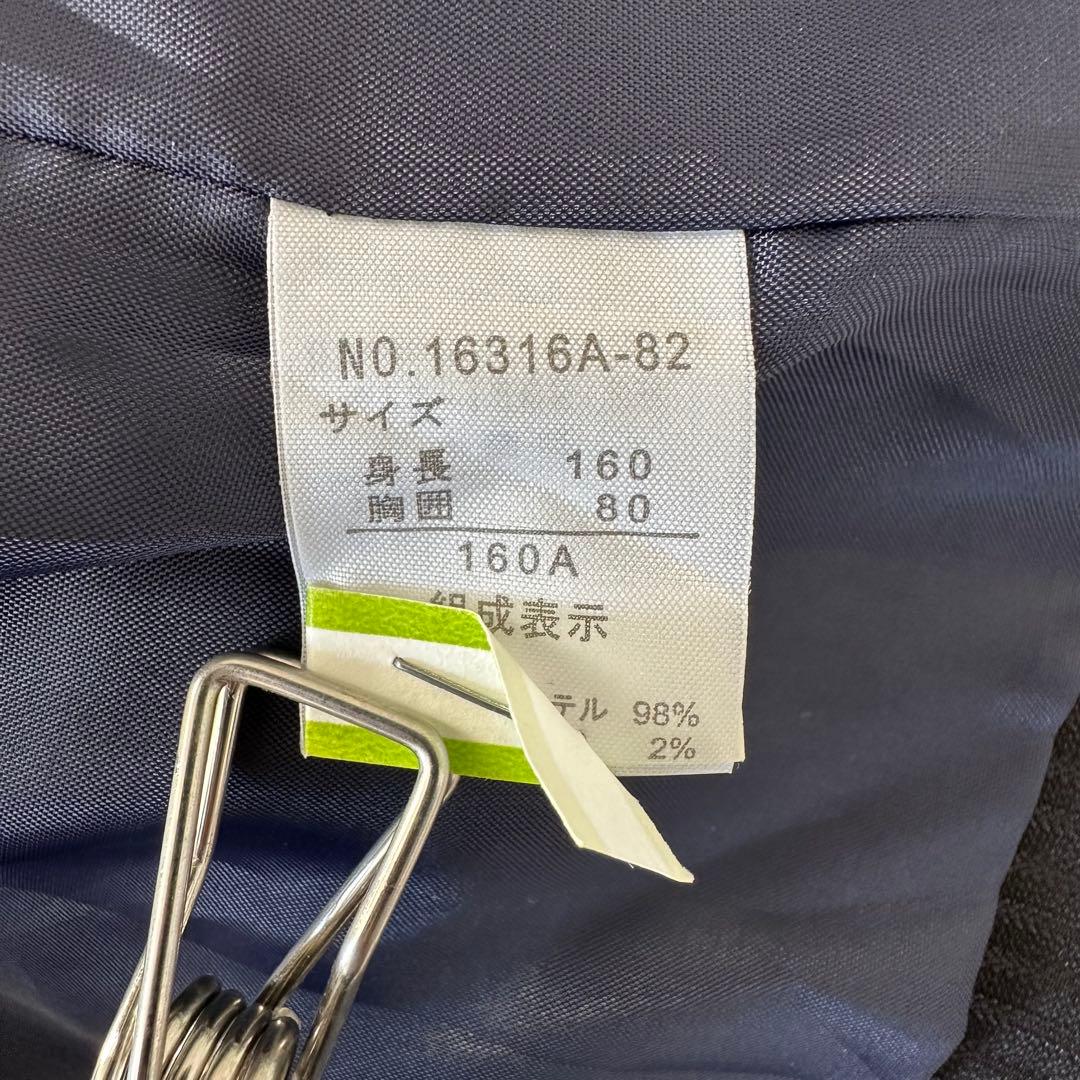 NO.16316A-82
サイズ
身長 160
胸囲 80
160A
組成表示
テル 98%
2%